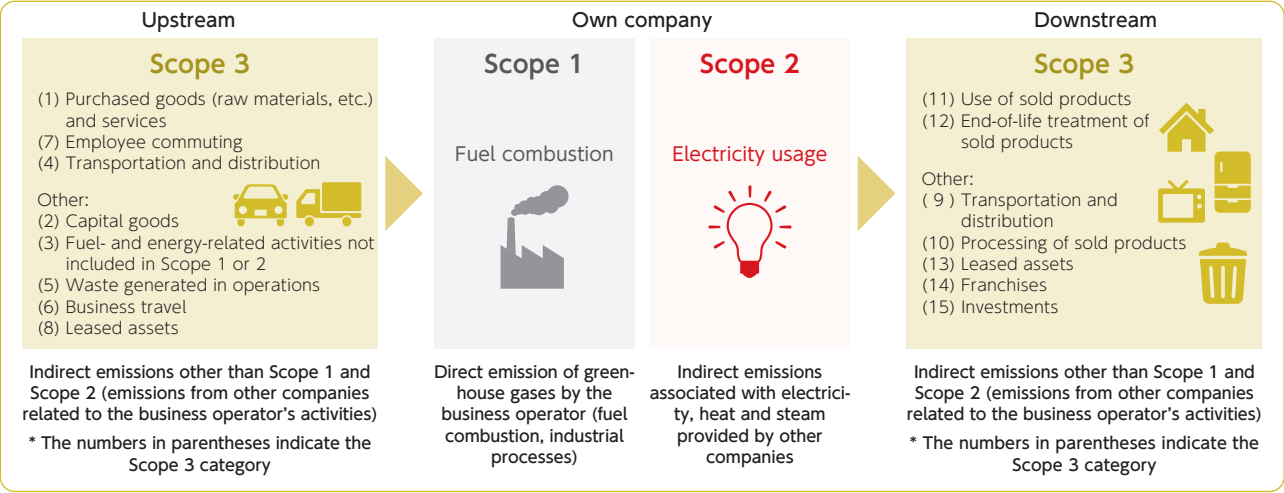 Upstream
Scope 3
(1) Purchased goods (raw materials, etc.)
and services
(7) Employee commuting
(4) Transportation and distribution
Other:
(2) Capital goods
(3) Fuel- and energy-related activities not
included in Scope 1 or 2
(5) Waste generated in operations
(6) Business travel
(8) Leased assets
Indirect emissions other than Scope 1 and
Scope 2 (emissions from other companies
related to the business operator's activities)
* The numbers in parentheses indicate the
Scope 3 category
Own company
Scope 1
Fuel combustion
Direct emission of green-
house gases by the
business operator (fuel
combustion, industrial
processes)
Scope 2
Electricity usage
Indirect emissions
associated with electrici-
ty, heat and steam
provided by other
companies
Downstream
Scope 3
(11) Use of sold products
(12) End-of-life treatment of
sold products
Other:
( 9 ) Transportation and
distribution
(10) Processing of sold products
(13) Leased assets
(14) Franchises
(15) Investments
Indirect emissions other than Scope 1 and
Scope 2 (emissions from other companies
related to the business operator's activities)
* The numbers in parentheses indicate the
Scope 3 category